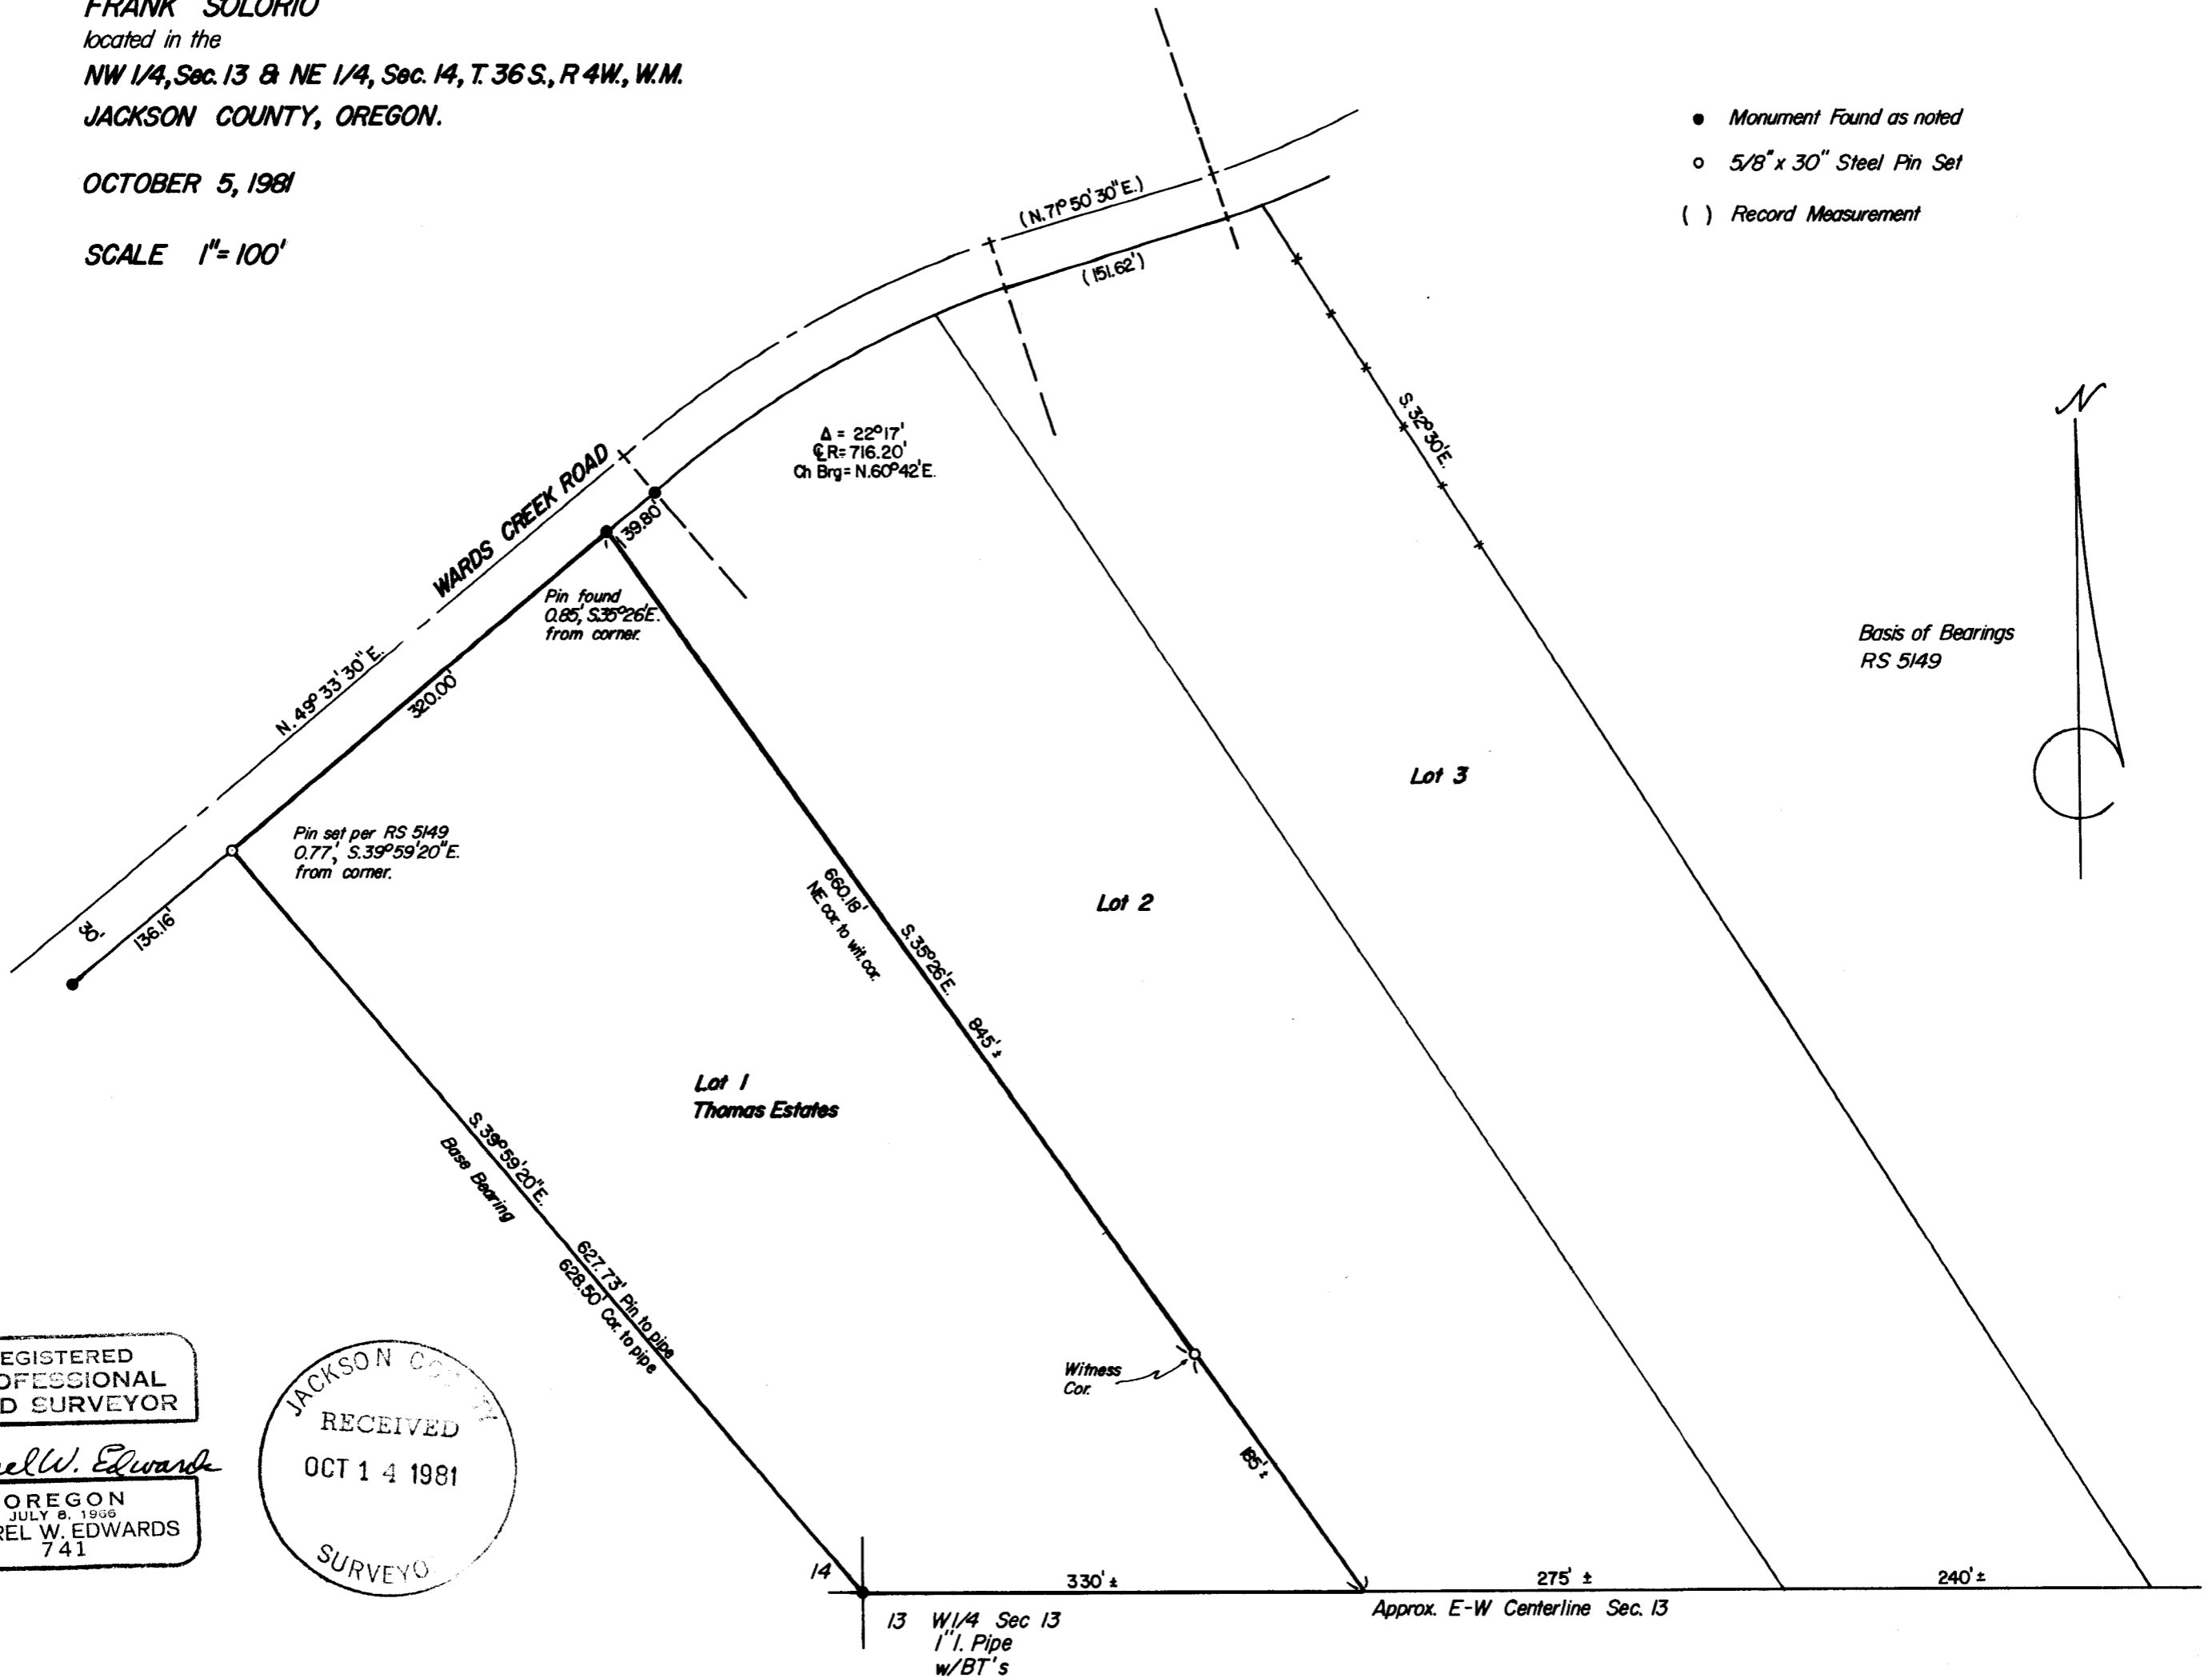 FRANK SOLORIO
located in the
NW 1/4, Sec. 13 & NE 1/4, Sec. 14, T. 36 S., R 4W., W.M.
JACKSON COUNTY, OREGON.
OCTOBER 5, 1981
SCALE 1"= 100'
● Monument Found as noted
○ 5/8" x 30" Steel Pin Set
( ) Record Measurement
(N.71° 50' 30" E.)
(151.62')
Δ = 22°17'
℄ R= 716.20'
Ch Brg= N.60°42'E.
S. 32°30'E.
WARDS CREEK ROAD
39.80'
Pin found
0.85', S.35°26'E.
from corner.
N. 49° 33' 30" E.
320.00'
N
Basis of Bearings
RS 5149
Pin set per RS 5149
0.77', S.39°59'20"E.
from corner.
30'
136.16'
660.18'
NE cor. to wit. cor.
S. 35°26'E.
845'±
Lot 3
Lot 2
Lot 1
Thomas Estates
S. 39°59'20"E.
Base Bearing
627.73' Pin to pipe
628.50' Cor. to pipe
Witness
Cor.
185'±
EGISTERED
OFESSIONAL
D SURVEYOR
el W. Edwards
OREGON
JULY 8, 1966
REL W. EDWARDS
741
JACKSON COUNTY
RECEIVED
OCT 14 1981
SURVEYO
14
330' ±
275' ±
240' ±
13 W1/4 Sec 13
1" I. Pipe
w/BT's
Approx. E-W Centerline Sec. 13